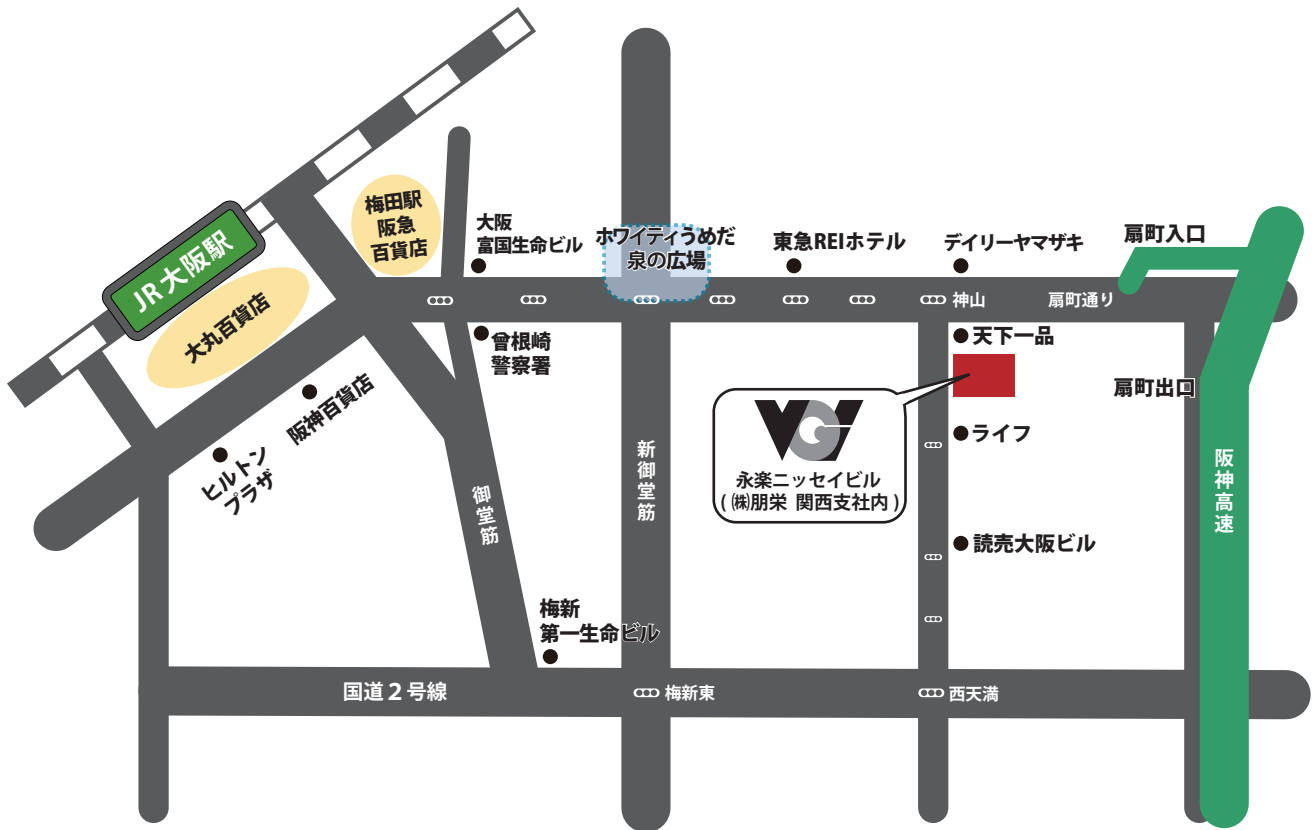 梅田駅
阪急
百貨店
大阪
富国生命ビル
ホワイティうめだ
泉の広場
東急REIホテル
デイリーヤマザキ
扇町入口
JR 大阪駅
大丸百貨店
神山
扇町通り
曾根崎
警察署
天下一品
阪神百貨店
扇町出口
ヒルトン
プラザ
ライフ
新御堂筋
御堂筋
VGI
永楽ニッセイビル
( ㈱朋栄 関西支社内 )
阪神高速
読売大阪ビル
梅新
第一生命ビル
国道 2 号線
梅新東
西天満